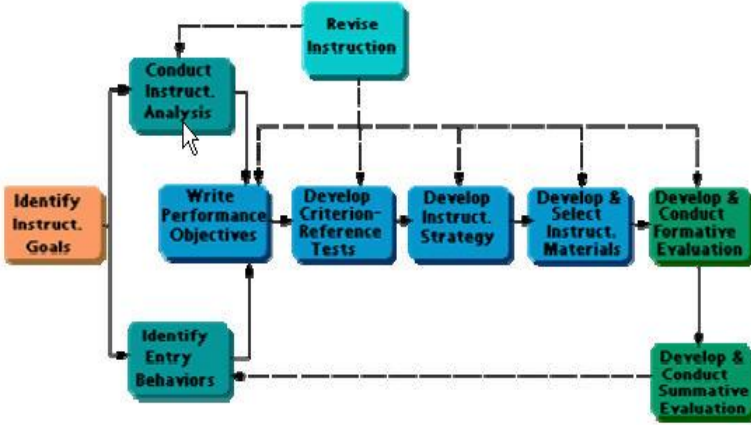 Revise
Instruction
Conduct
Instruct.
Analysis
Identify
Instruct.
Goals
Write
Performance
Objectives
Develop
Criterion-
Reference
Tests
Develop
Instruct.
Strategy
Develop &
Select
Instruct.
Materials
Develop &
Conduct
Formative
Evaluation
Identify
Entry
Behaviors
Develop &
Conduct
Summative
Evaluation